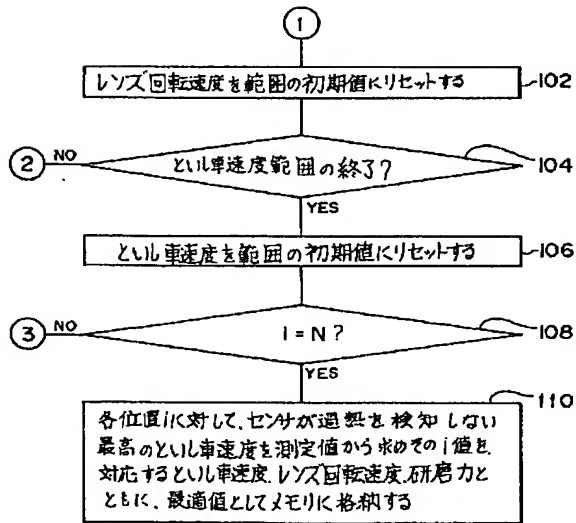 1
レンズ回転速度を範囲の初期値にリセットする
102
2
NO
といし車速度範囲の終了?
104
YES
といし車速度を範囲の初期値にリセットする
106
3
NO
i=N?
108
YES
110
各位置iに対して、センサが過熱を検知しない
最高のといし車速度を測定値から求めその i値を
対応するといし車速度、レンズ回転速度、研磨力と
ともに、最適値としてメモリに格納する